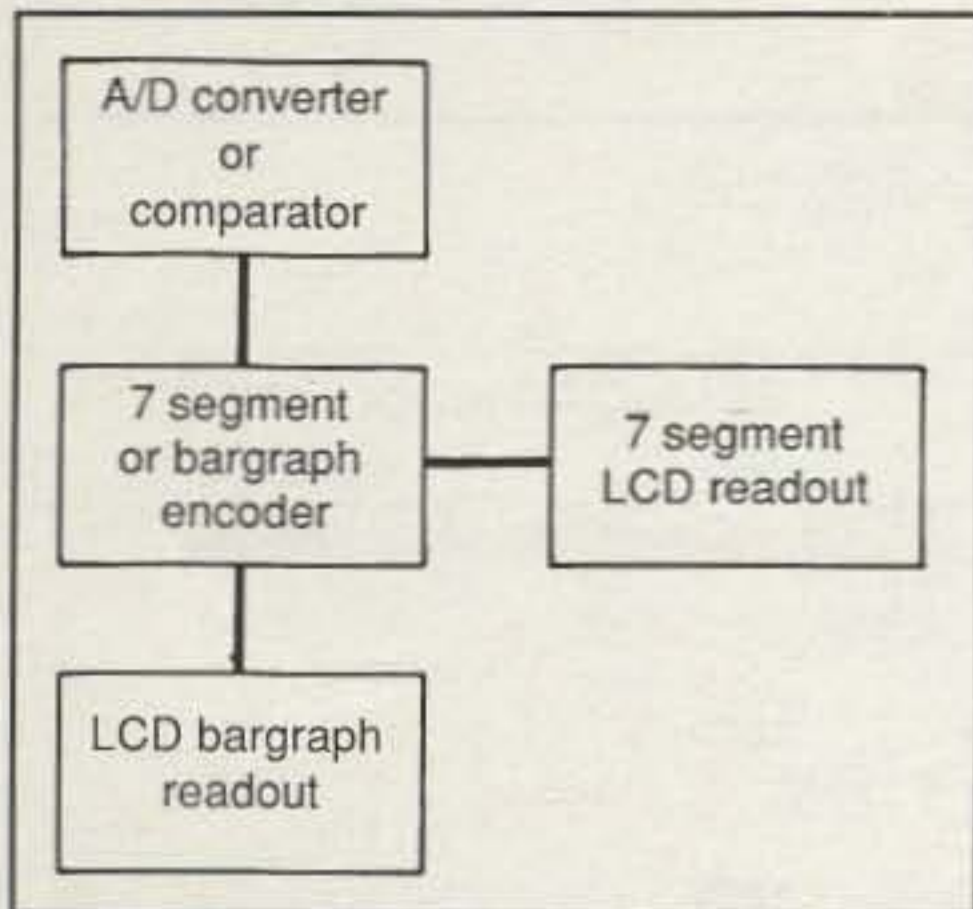 A/D converter
or
comparator
7 segment
or bargraph
encoder
7 segment
LCD readout
LCD bargraph
readout